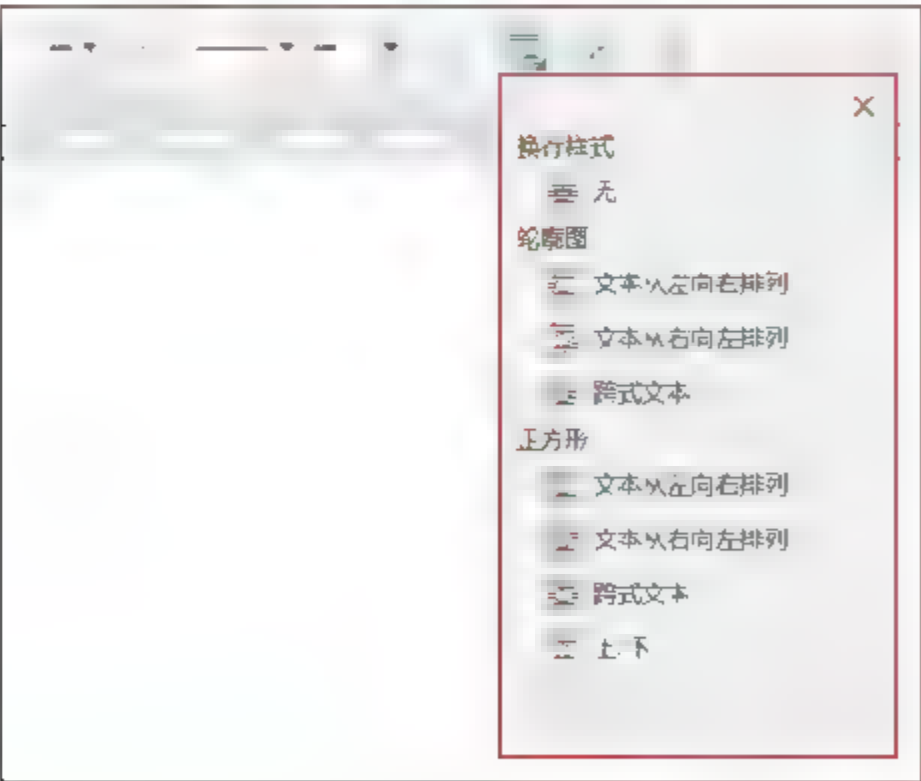 换行样式
无
轮廓图
文本从左向右排列
文本从右向左排列
跨式文本
正方形
文本从左向右排列
文本从右向左排列
跨式文本
上下